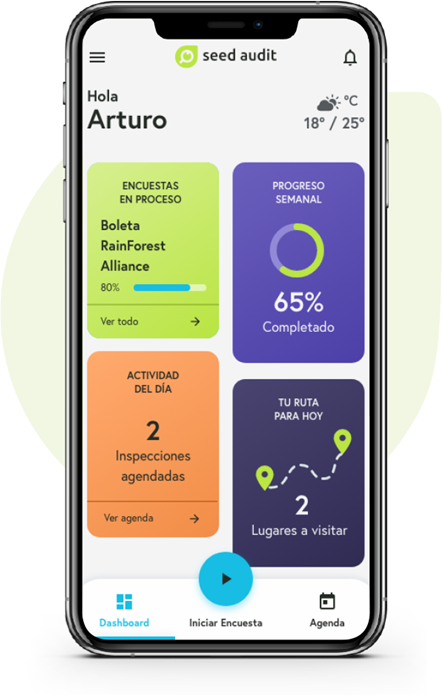 seed audit
Hola
Arturo
°C
18° / 25°
ENCUESTAS
EN PROCESO
Boleta
RainForest
Alliance
80%
Ver todo
PROGRESO
SEMANAL
65%
Completado
ACTIVIDAD
DEL DÍA
2
Inspecciones
agendadas
Ver agenda
TU RUTA
PARA HOY
2
Lugares a visitar
Dashboard
Iniciar Encuesta
Agenda